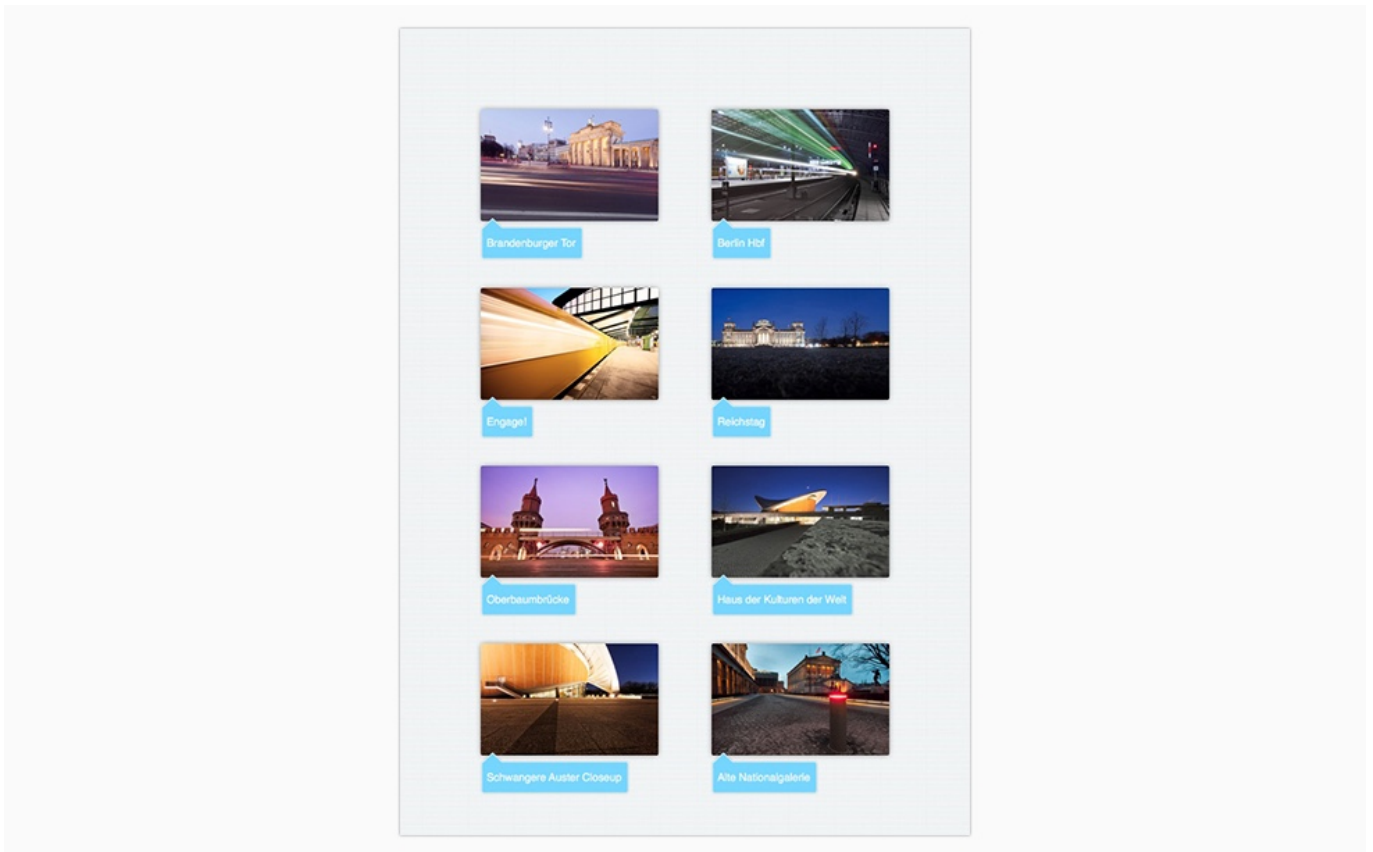 Brandenburger Tor
Berlin Hbf
Engage!
Reichstag
Oberbaumbrücke
Haus der Kulturen der Welt
Schwangere Auster Closeup
Alte Nationalgalerie